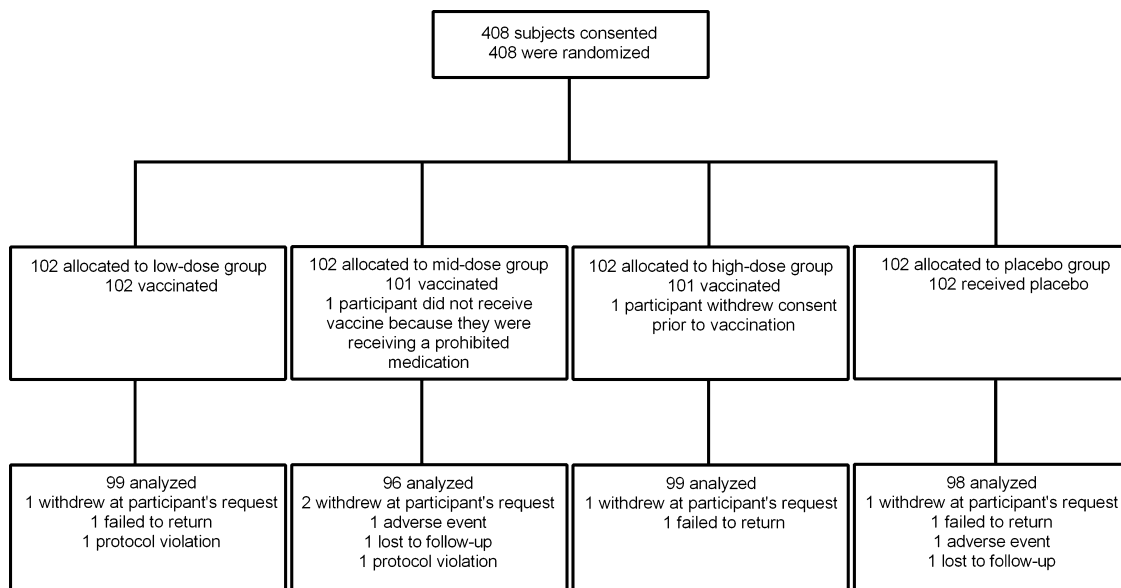 408 subjects consented
408 were randomized
102 allocated to low-dose group
102 vaccinated
102 allocated to mid-dose group
101 vaccinated
1 participant did not receive
vaccine because they were
receiving a prohibited
medication
102 allocated to high-dose group
101 vaccinated
1 participant withdrew consent
prior to vaccination
102 allocated to placebo group
102 received placebo
99 analyzed
1 withdrew at participant's request
1 failed to return
1 protocol violation
96 analyzed
2 withdrew at participant's request
1 adverse event
1 lost to follow-up
1 protocol violation
99 analyzed
1 withdrew at participant's request
1 failed to return
98 analyzed
1 withdrew at participant's request
1 failed to return
1 adverse event
1 lost to follow-up